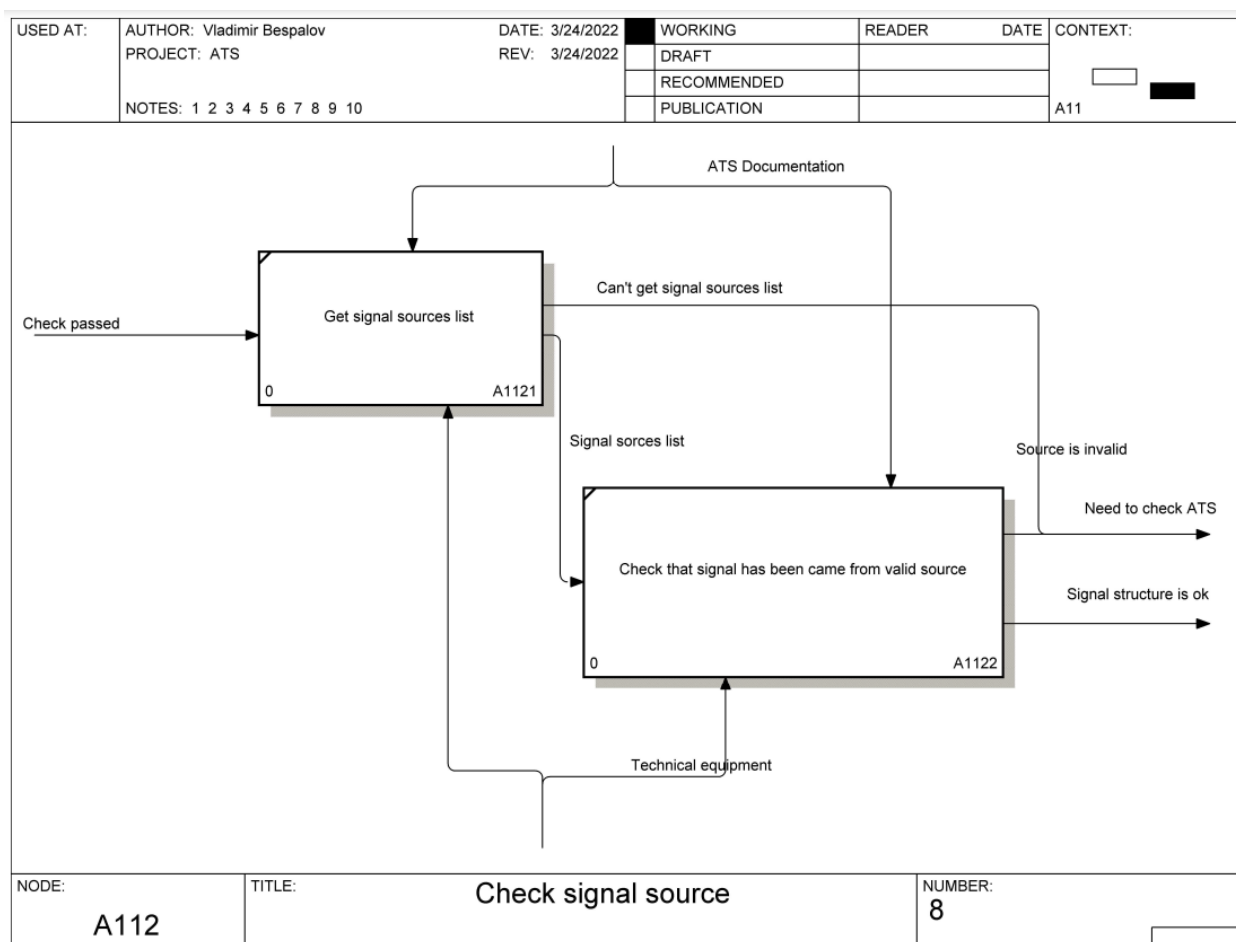 USED AT:
AUTHOR: Vladimir Bespalov
DATE: 3/24/2022
WORKING
READER
DATE
CONTEXT:
PROJECT: ATS
REV: 3/24/2022
DRAFT
RECOMMENDED
NOTES: 1 2 3 4 5 6 7 8 9 10
PUBLICATION
A11
ATS Documentation
Can't get signal sources list
Get signal sources list
Check passed
0
A1121
Signal sorces list
Source is invalid
Need to check ATS
Check that signal has been came from valid source
Signal structure is ok
0
A1122
Technical equipment
NODE:
A112
TITLE:
Check signal source
NUMBER:
8